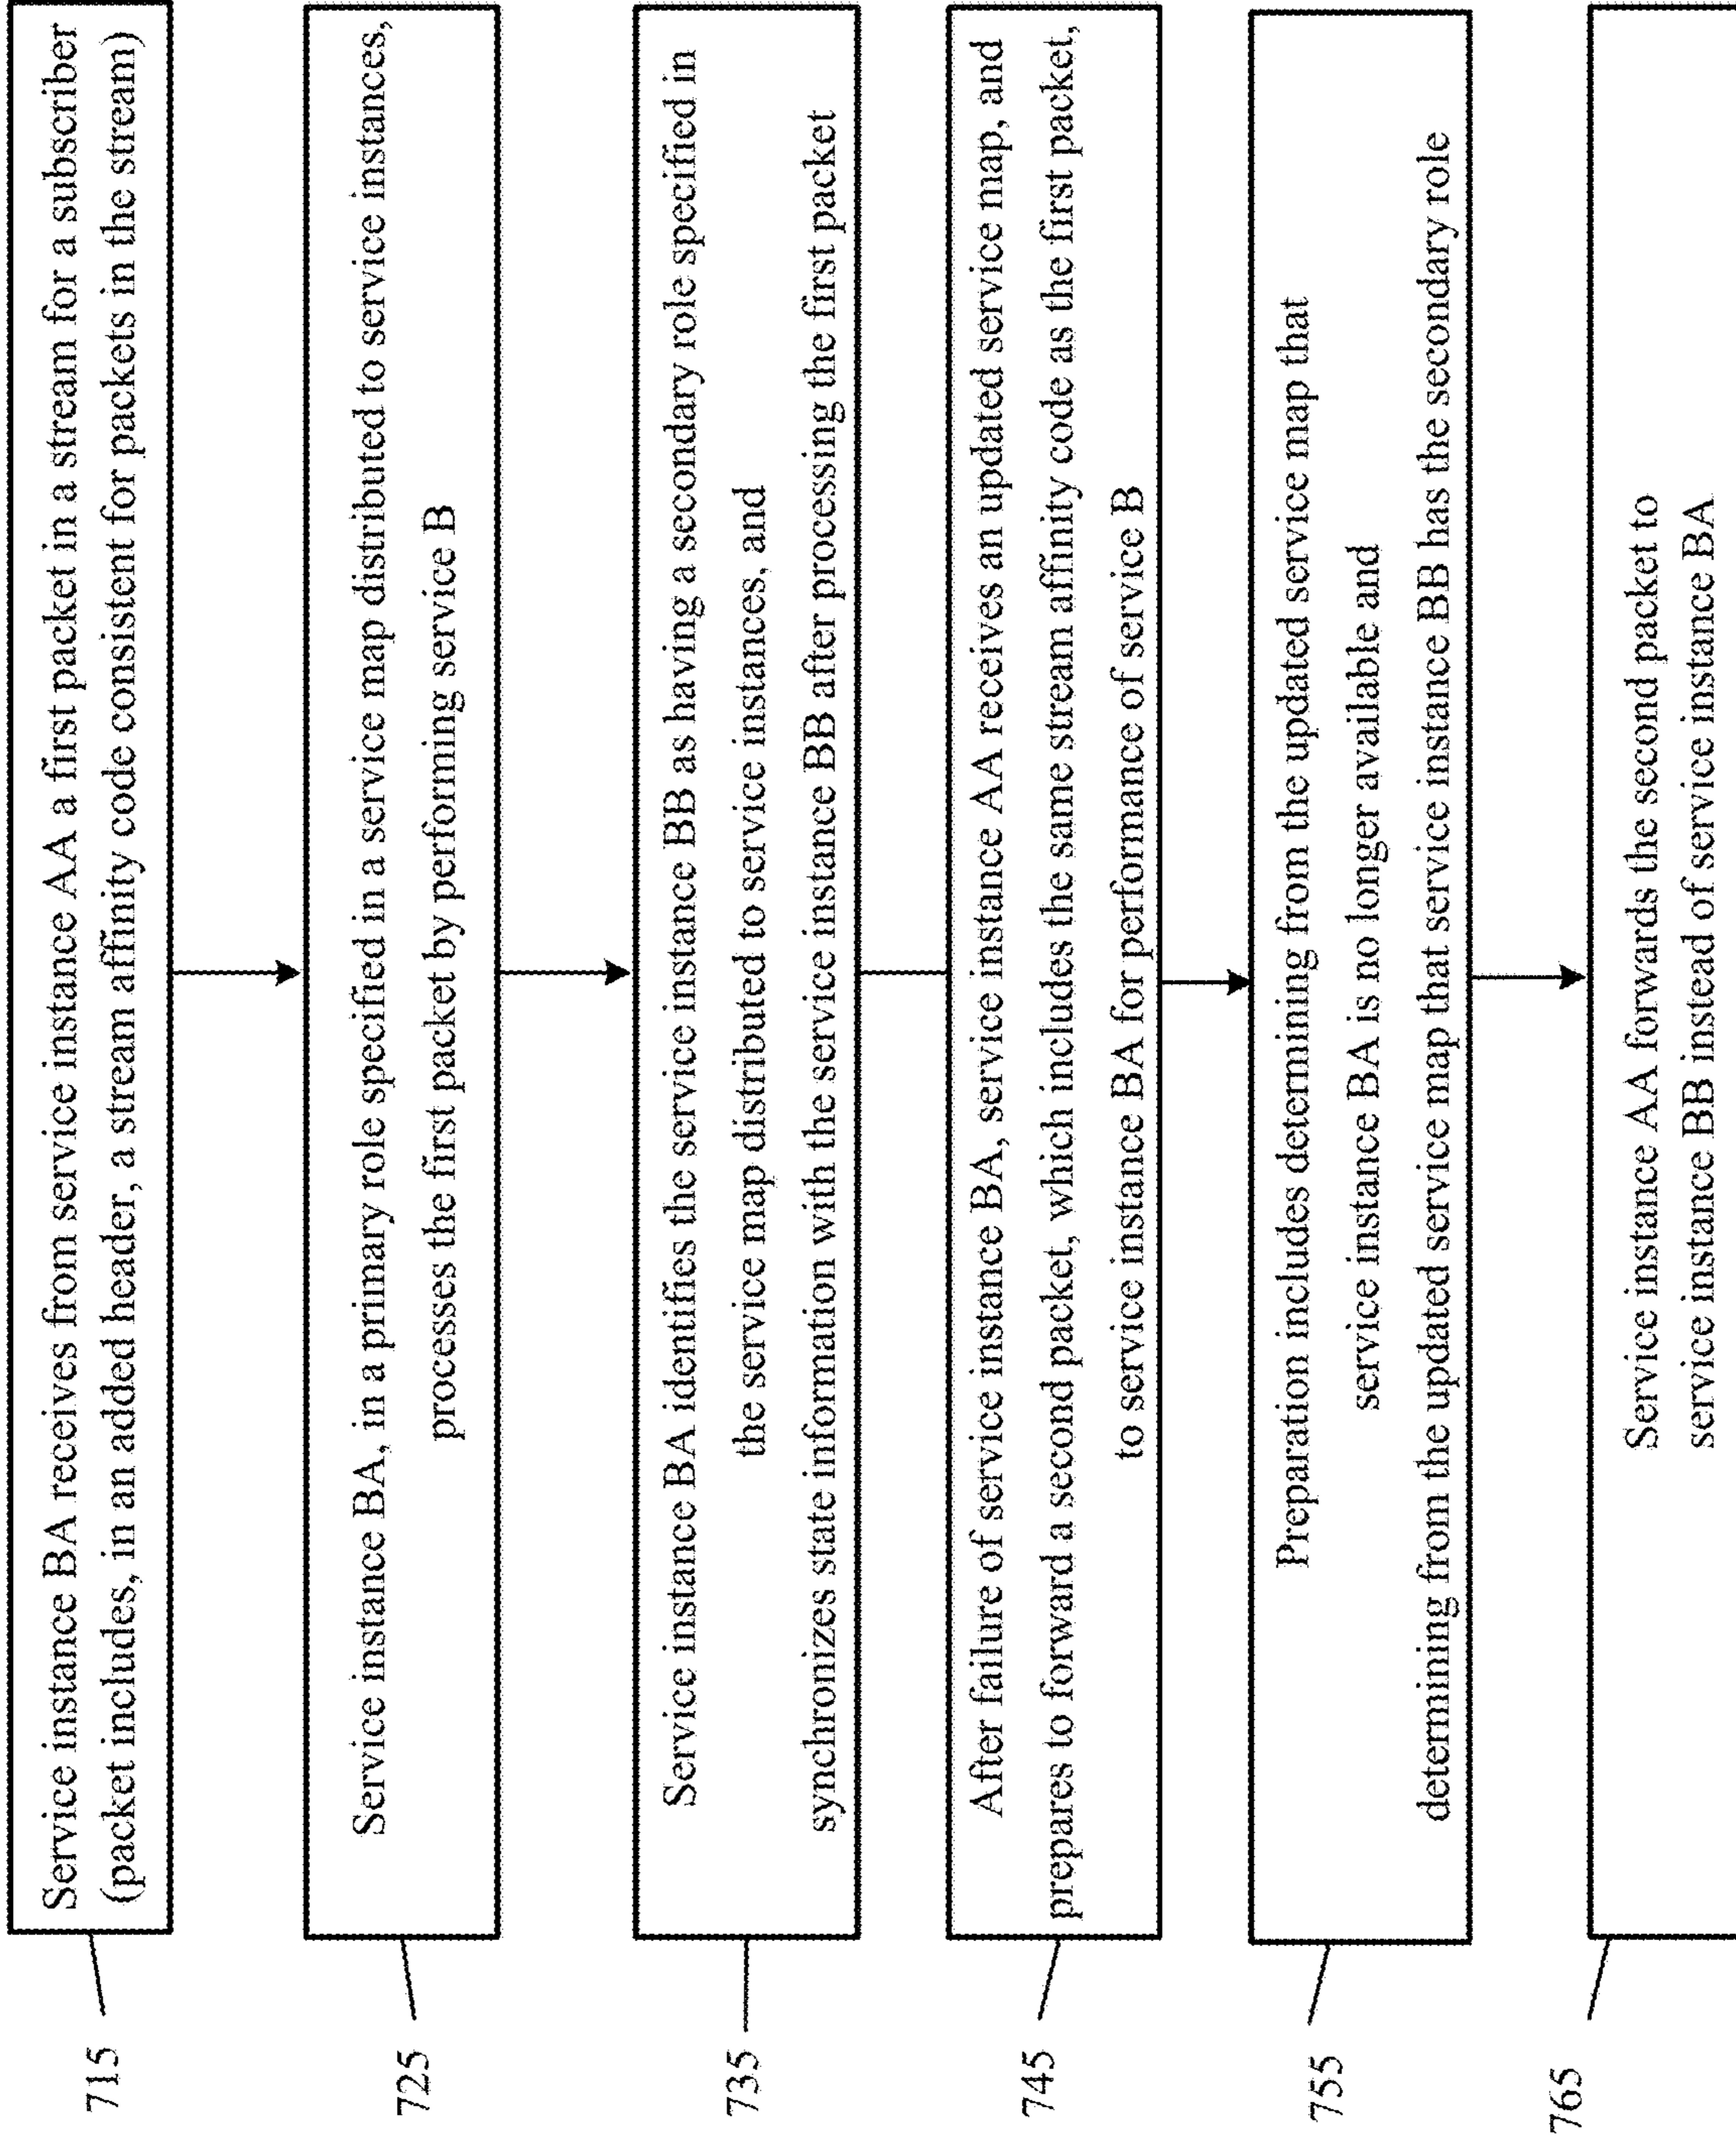 715
Service instance BA receives from service instance AA a first packet in a stream for a subscriber
(packet includes, in an added header, a stream affinity code consistent for packets in the stream)
725
Service instance BA, in a primary role specified in a service map distributed to service instances,
processes the first packet by performing service B
735
Service instance BA identifies the service instance BB as having a secondary role specified in
the service map distributed to service instances, and
synchronizes state information with the service instance BB after processing the first packet
745
After failure of service instance BA, service instance AA receives an updated service map, and
prepares to forward a second packet, which includes the same stream affinity code as the first packet,
to service instance BA for performance of service B
755
Preparation includes determining from the updated service map that
service instance BA is no longer available and
determining from the updated service map that service instance BB has the secondary role
765
Service instance AA forwards the second packet to
service instance BB instead of service instance BA